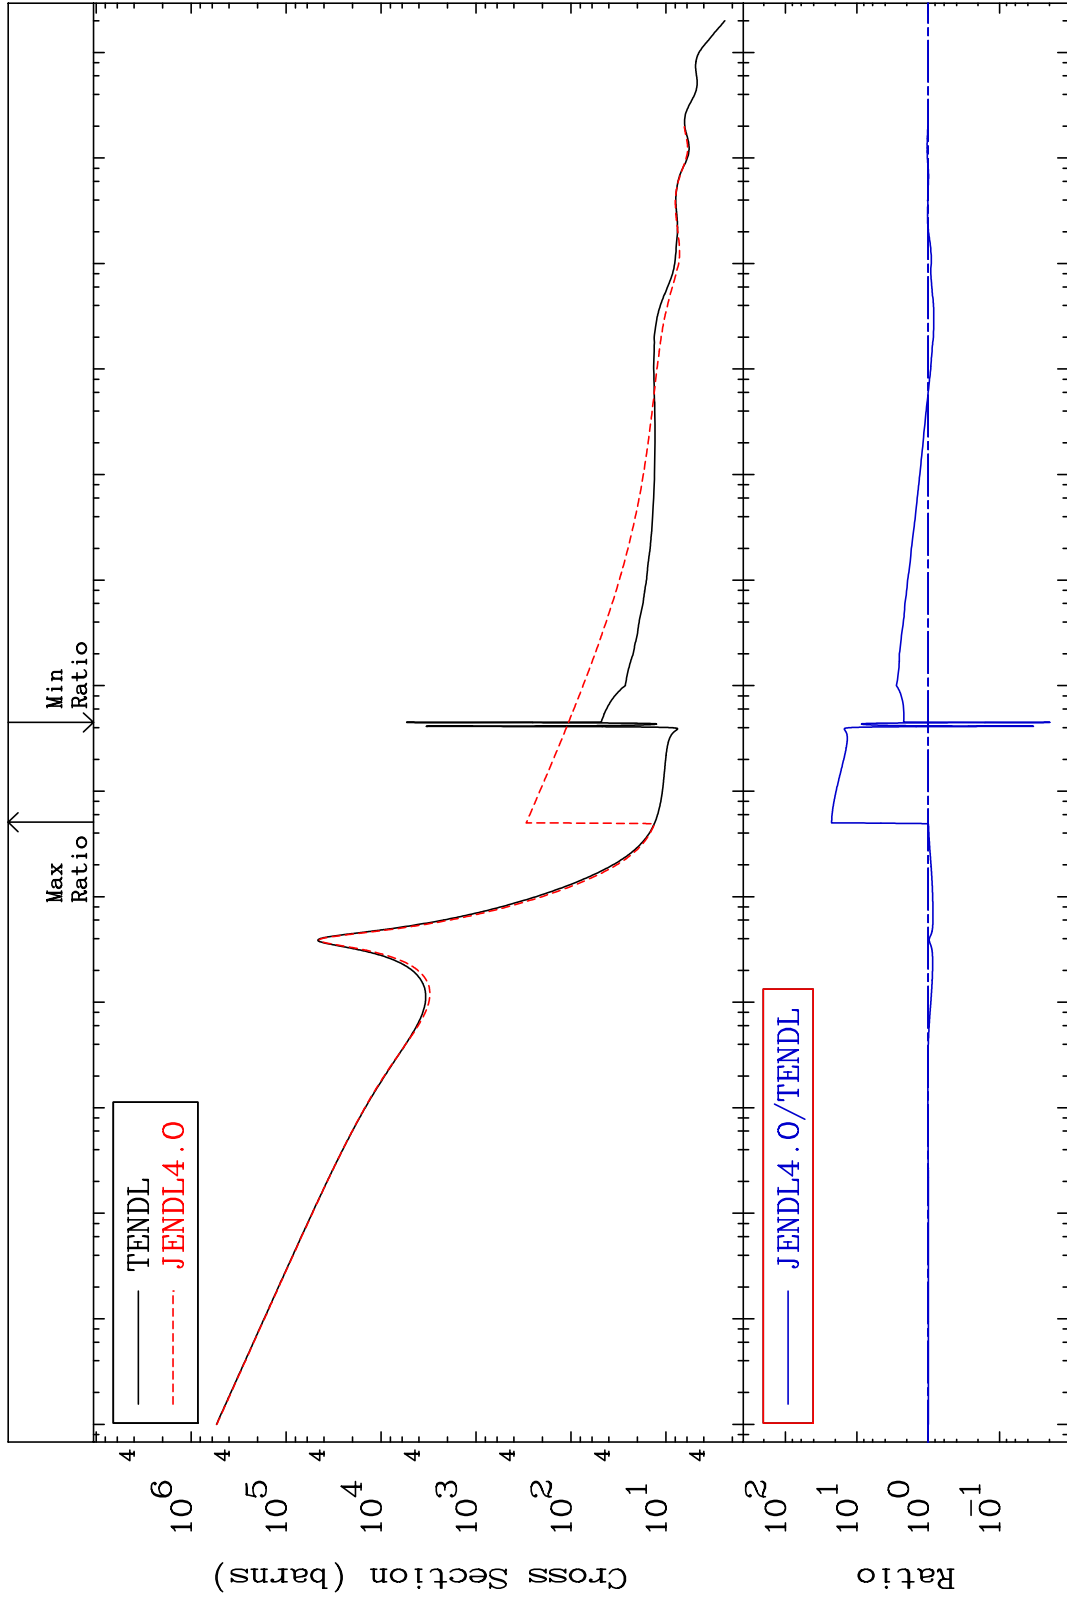 Min
Ratio
Max
Ratio
TENDL
JENDL4.0
4
10^6
4
10^5
4
10^4
4
10^3
4
10^2
4
10^1
4
Cross Section (barns)
JENDL4.0/TENDL
10^2
10^1
10^0
10^-1
Ratio